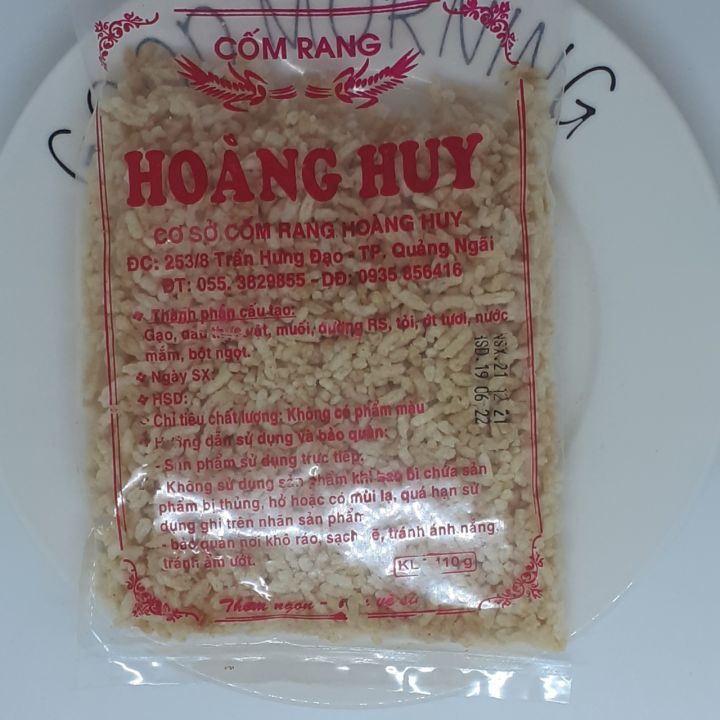 GOOD MORNING
CỐM RANG
HOÀNG HUY
CƠ SỞ CỐM RANG HOÀNG HUY
ĐC: 253/8 Trần Hưng Đạo - TP. Quảng Ngãi
ĐT: 055. 3829855 - DĐ: 0935 656416
Thành phần cấu tạo:
Gạo, dầu thực vật, muối, đường RS, tỏi, ớt tươi, nước
mắm, bột ngọt.
Ngày SX:
HSD:
Chỉ tiêu chất lượng: Không có phẩm màu
Hướng dẫn sử dụng và bảo quản:
- Sản phẩm sử dụng trực tiếp.
- Không sử dụng sản phẩm khi bao bì chứa sản
phẩm bị thủng, hở hoặc có mùi lạ, quá hạn sử
dụng ghi trên nhãn sản phẩm
- bảo quản nơi khô ráo, sạch sẽ, tránh ánh nắng.
tránh ẩm ướt.
KL: 110g
Thơm ngon -
NSX. 21 12 21
HSD. 19 06 22